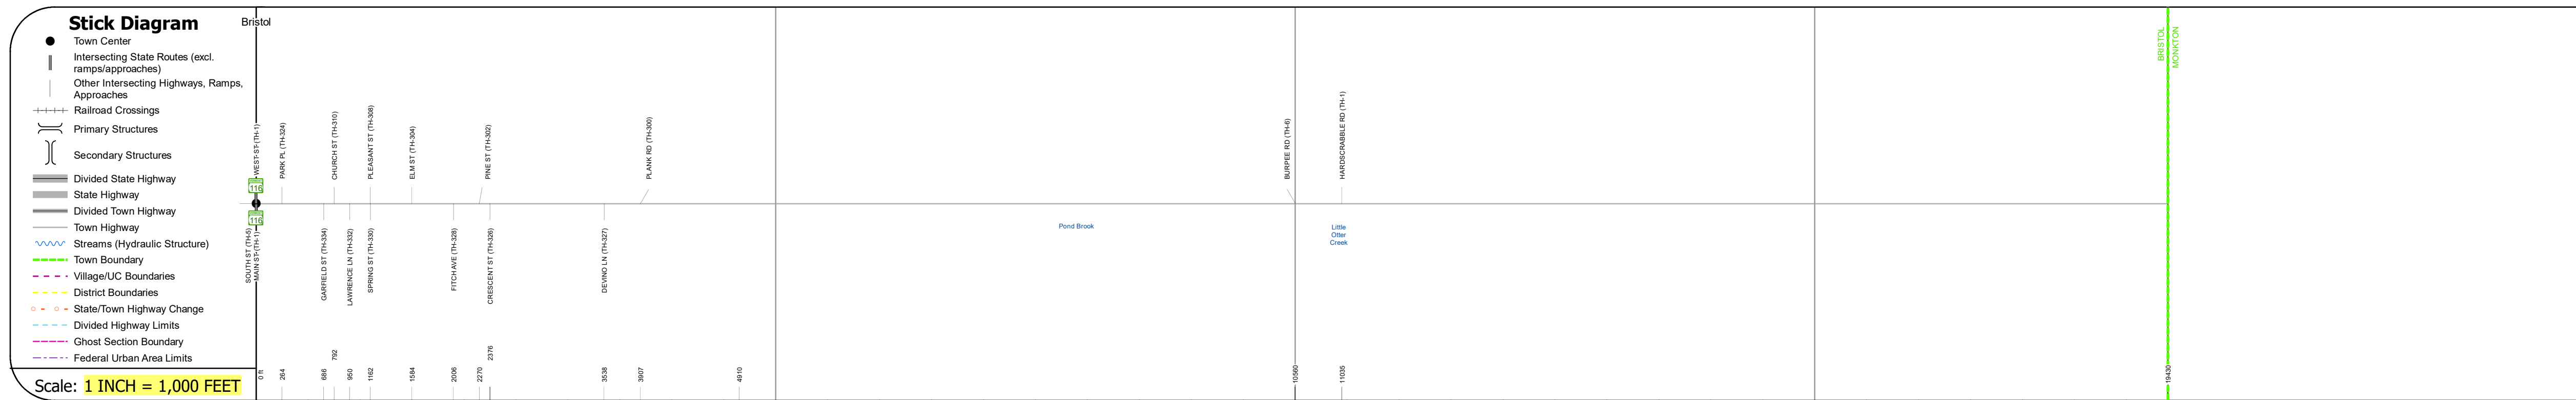 Stick Diagram
Town Center
Intersecting State Routes (excl.
ramps/approaches)
Other Intersecting Highways, Ramps,
Approaches
Railroad Crossings
Primary Structures
Secondary Structures
Divided State Highway
State Highway
Divided Town Highway
Town Highway
Streams (Hydraulic Structure)
Town Boundary
Village/UC Boundaries
District Boundaries
State/Town Highway Change
Divided Highway Limits
Ghost Section Boundary
Federal Urban Area Limits
Scale: 1 INCH = 1,000 FEET
Bristol
BRISTOL
MONKTON
WEST ST (TH-1)
PARK PL (TH-324)
CHURCH ST (TH-310)
PLEASANT ST (TH-308)
ELM ST (TH-304)
PINE ST (TH-302)
PLANK RD (TH-300)
BURPEE RD (TH-6)
HARDSCRABBLE RD (TH-1)
116
116
SOUTH ST (TH-5)
MAIN ST (TH-1)
GARFIELD ST (TH-334)
LAWRENCE LN (TH-332)
SPRING ST (TH-330)
FITCH AVE (TH-328)
CRESCENT ST (TH-326)
DEVINO LN (TH-327)
Pond Brook
Little
Otter
Creek
0 ft
264
686
792
950
1162
1584
2006
2270
2376
3538
3907
4910
10560
11035
19430